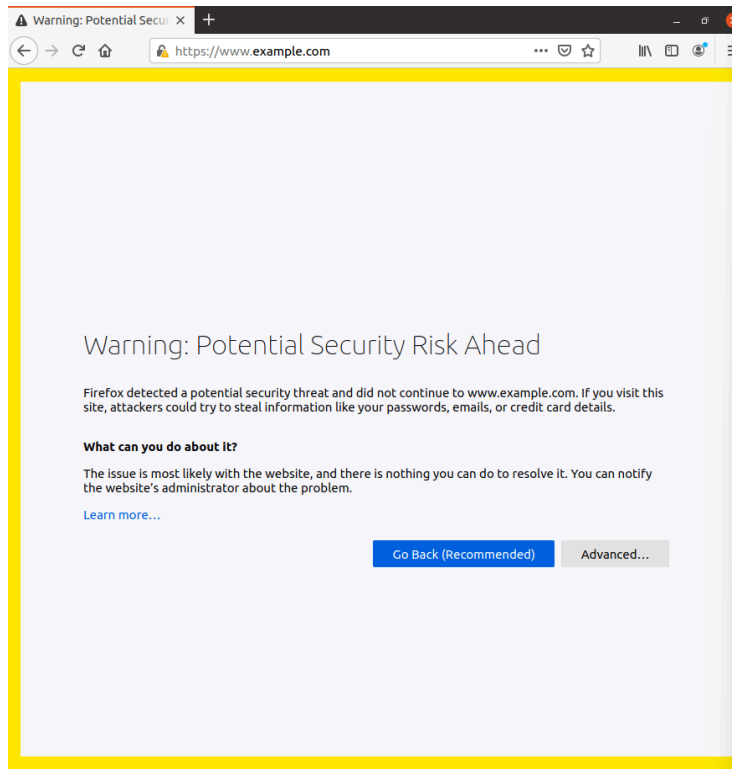 Warning: Potential Secur
https://www.example.com
Warning: Potential Security Risk Ahead
Firefox detected a potential security threat and did not continue to www.example.com. If you visit this
site, attackers could try to steal information like your passwords, emails, or credit card details.
What can you do about it?
The issue is most likely with the website, and there is nothing you can do to resolve it. You can notify
the website’s administrator about the problem.
Learn more…
Go Back (Recommended) Advanced…